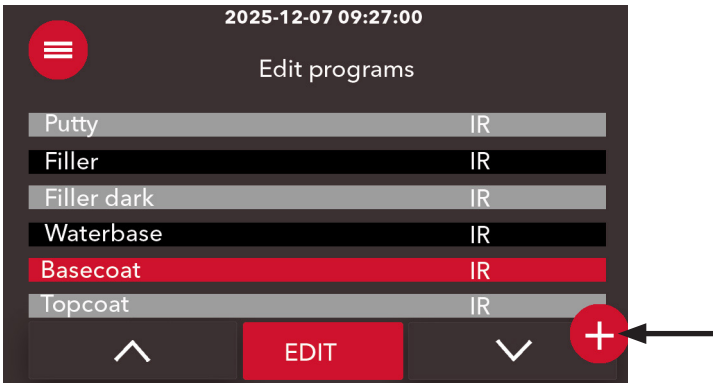 2025-12-07 09:27:00
Edit programs
Putty IR
Filler IR
Filler dark IR
Waterbase IR
Basecoat IR
Topcoat IR
EDIT
+